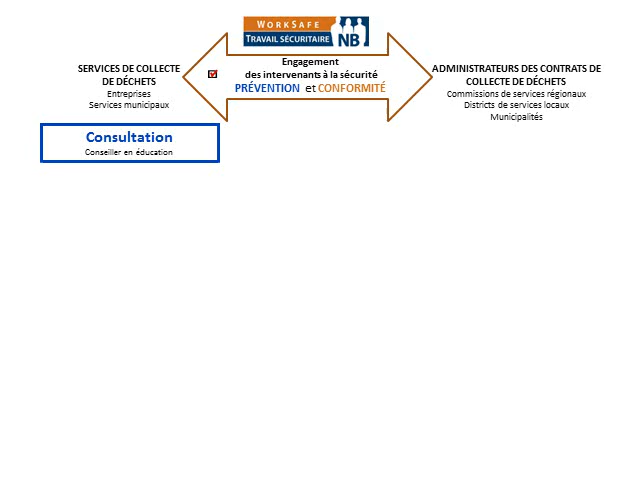 WORKSAFE
TRAVAIL SÉCURITAIRE NB
SERVICES DE COLLECTE
DE DÉCHETS
Entreprises
Services municipaux
Engagement
des intervenants à la sécurité
PRÉVENTION et CONFORMITÉ
ADMINISTRATEURS DES CONTRATS DE
COLLECTE DE DÉCHETS
Commissions de services régionaux
Districts de services locaux
Municipalités
Consultation
Conseiller en éducation